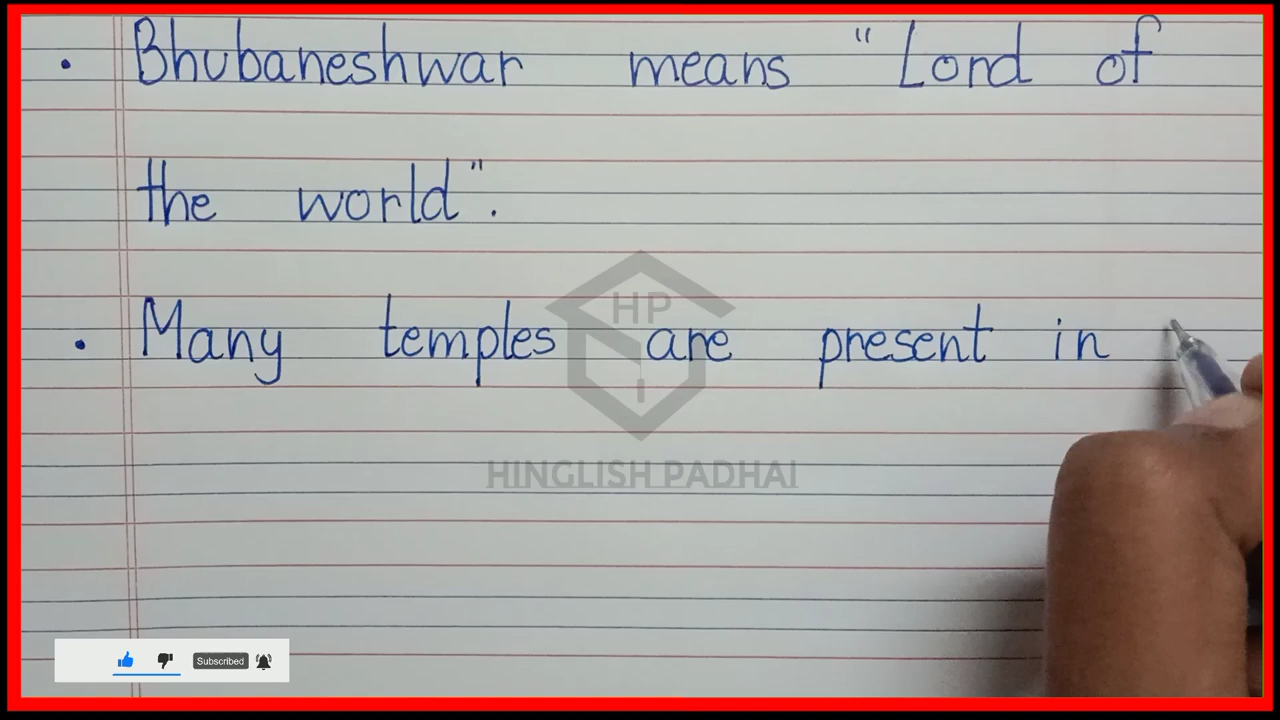 . Bhubaneshwar means "Lord of
the world".
. Many temples are present in
HP
I
HINGLISH PADHAI
Subscribed